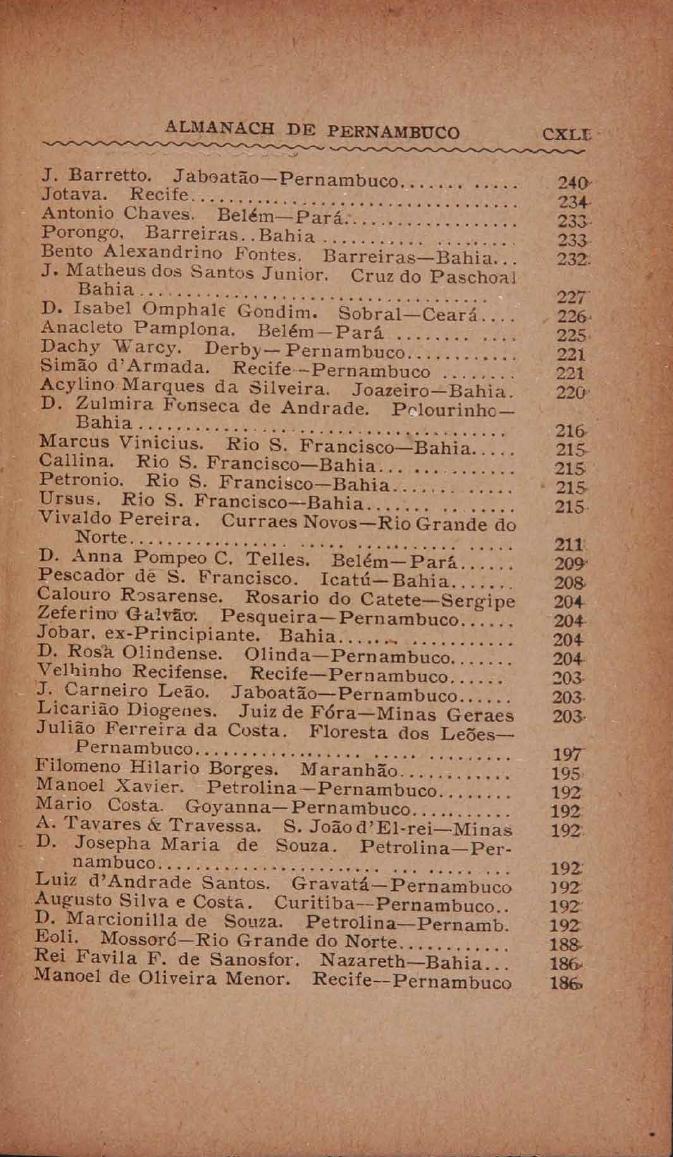 ALMANACH DE PERNAMBUCO CXLI
J. Barretto. Jaboatão—Pernambuco............ 240
Jotava. Recife.................................... 234
Antonio Chaves. Belém—Pará.................. 233
Porongo. Barreiras..Bahia ..................... 233
Bento Alexandrino Fontes. Barreiras—Bahia... 232
J. Matheus dos Santos Junior. Cruz do Paschoal
Bahia....................................... 227
D. Isabel Omphale Gondim. Sobral—Ceará.... 226
Anacleto Pamplona. Belém—Pará ............ 225
Dachy Warcy. Derby—Pernambuco............ 221
Simão d'Armada. Recife—Pernambuco ........ 221
Acylino Marques da Silveira. Joazeiro—Bahia. 220
D. Zulmira Fonseca de Andrade. Pelourinho—
Bahia........................................ 216
Marcus Vinicius. Rio S. Francisco—Bahia..... 215
Callina. Rio S. Francisco—Bahia............... 215
Petronio. Rio S. Francisco—Bahia............. 215
Ursus. Rio S. Francisco—Bahia................ 215
Vivaldo Pereira. Curraes Novos—Rio Grande do
Norte........................................ 211
D. Anna Pompeo C. Telles. Belém—Pará...... 209
Pescador de S. Francisco. Icatú—Bahia....... 208
Calouro Rosarense. Rosario do Catete—Sergipe 204
Zeferino Galvão. Pesqueira—Pernambuco...... 204
Jobar, ex-Principiante. Bahia.................. 204
D. Rosa Olindense. Olinda—Pernambuco....... 204
Velhinho Recifense. Recife—Pernambuco...... 203
J. Carneiro Leão. Jaboatão—Pernambuco...... 203
Licarião Diogenes. Juiz de Fóra—Minas Geraes 203
Julião Ferreira da Costa. Floresta dos Leões—
Pernambuco................................. 197
Filomeno Hilario Borges. Maranhão............ 195
Manoel Xavier. Petrolina—Pernambuco........ 192
Mario Costa. Goyanna—Pernambuco........... 192
A. Tavares & Travessa. S. João d'El-rei—Minas 192
D. Josepha Maria de Souza. Petrolina—Per-
nambuco..................................... 192
Luiz d'Andrade Santos. Gravatá—Pernambuco 192
Augusto Silva e Costa. Curitiba—Pernambuco.. 192
D. Marcionilla de Souza. Petrolina—Pernamb. 192
Eoli. Mossoró—Rio Grande do Norte............ 188
Rei Favila F. de Sanosfor. Nazareth—Bahia... 186
Manoel de Oliveira Menor. Recife—Pernambuco 186